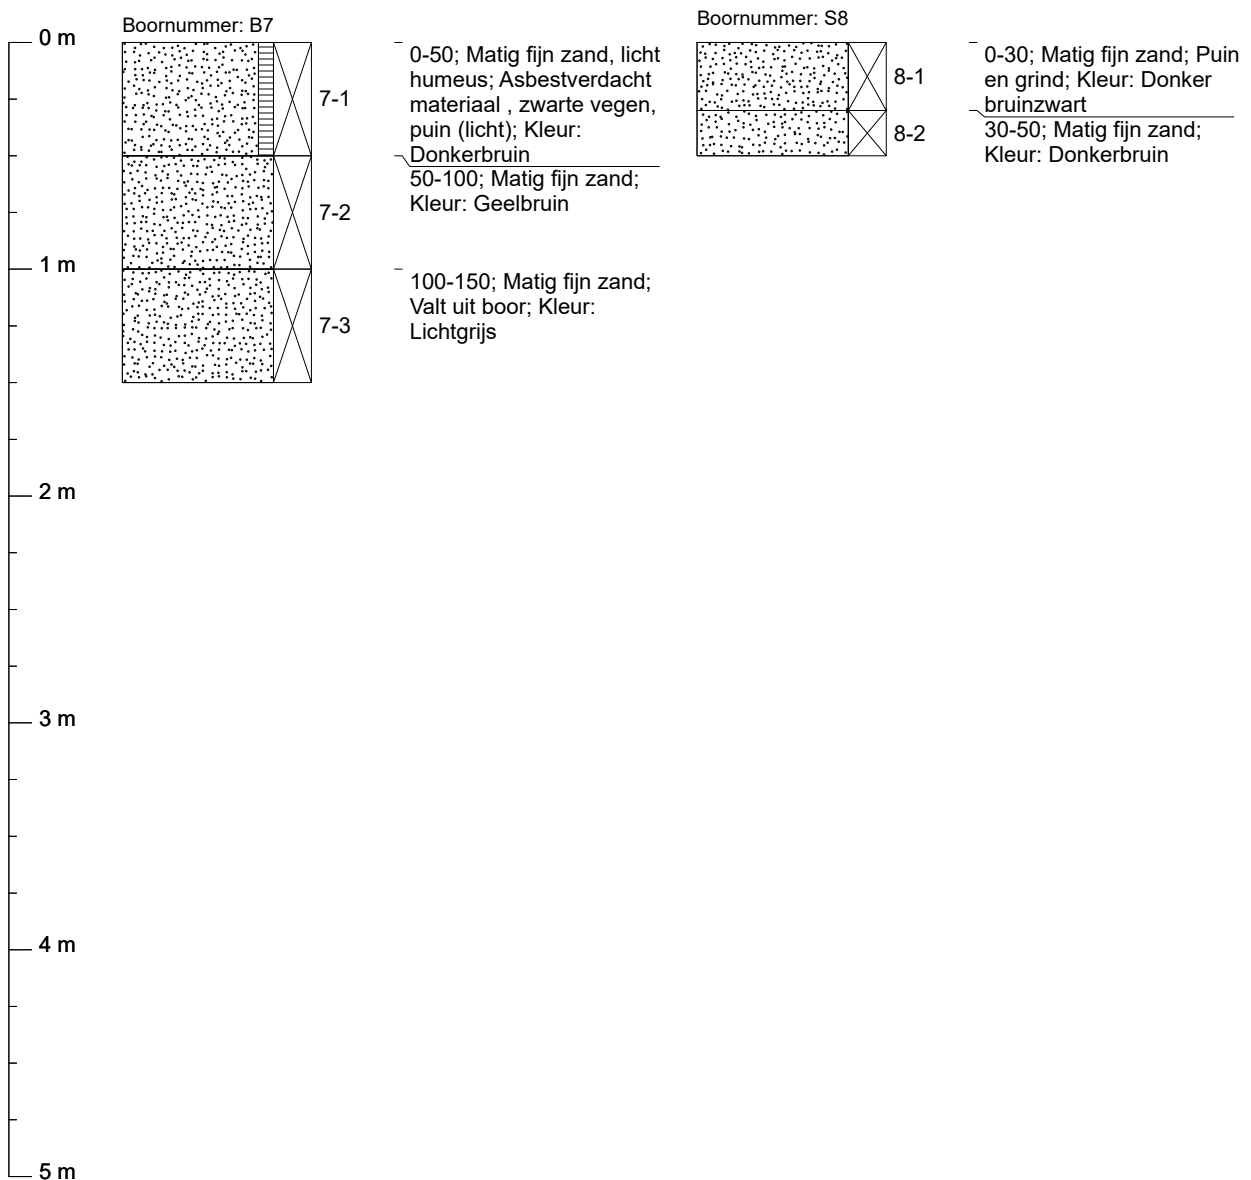 Boornummer: B7
0-50; Matig fijn zand, licht
humeus; Asbestverdacht
materiaal , zwarte vegen,
puin (licht); Kleur:
Donkerbruin
50-100; Matig fijn zand;
Kleur: Geelbruin
100-150; Matig fijn zand;
Valt uit boor; Kleur:
Lichtgrijs
7-1
7-2
7-3
Boornummer: S8
0-30; Matig fijn zand; Puin
en grind; Kleur: Donker
bruinzwart
30-50; Matig fijn zand;
Kleur: Donkerbruin
8-1
8-2
0 m
1 m
2 m
3 m
4 m
5 m